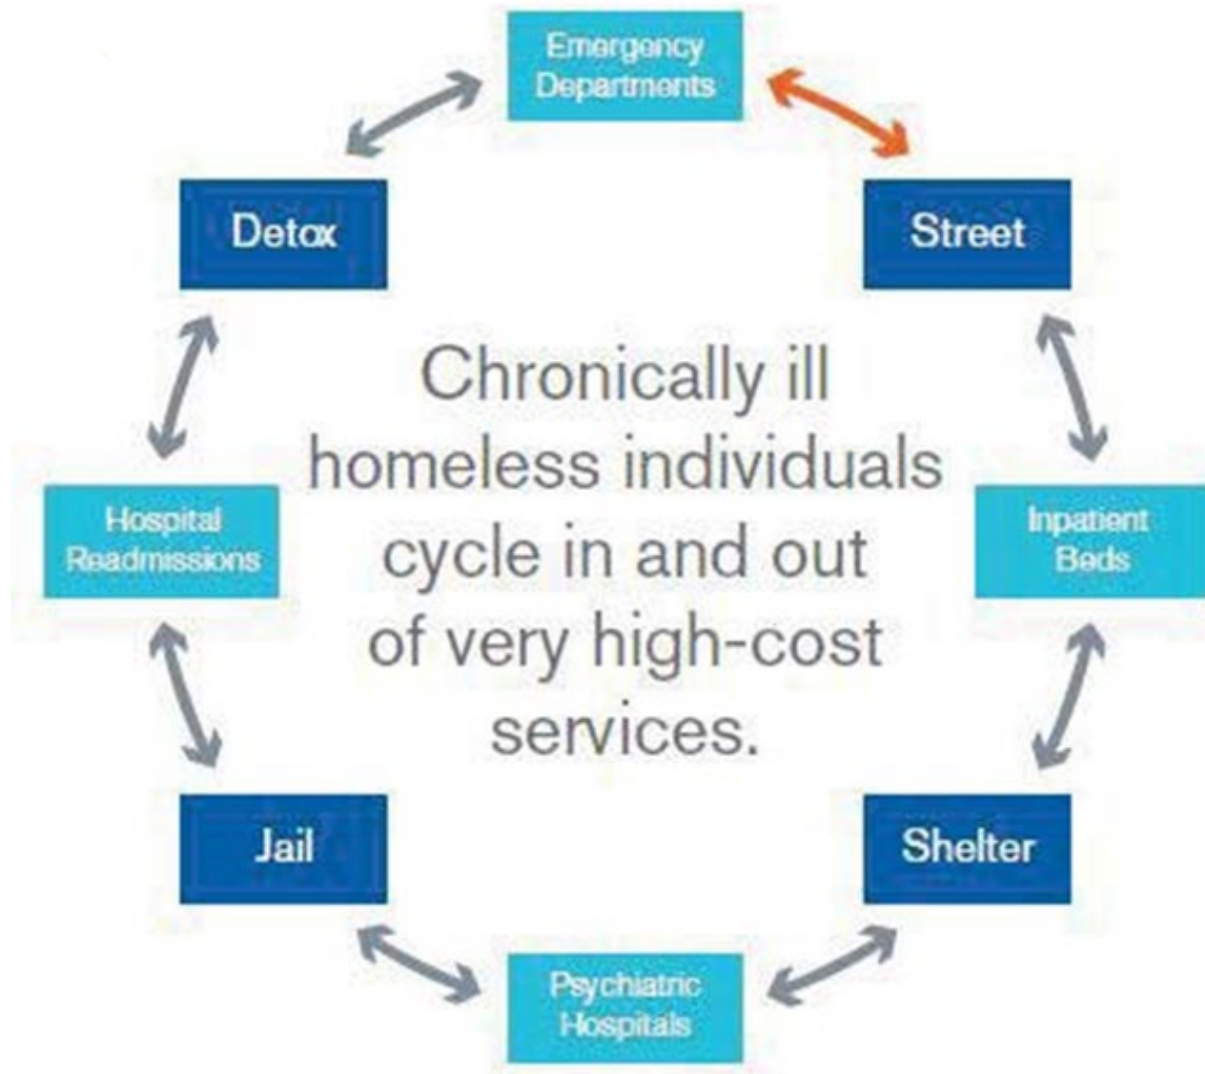 Emergency
Departments
Detox
Street
Chronically ill
homeless individuals
cycle in and out
of very high-cost
services.
Hospital
Readmissions
Inpatient
Beds
Jail
Shelter
Psychiatric
Hospitals